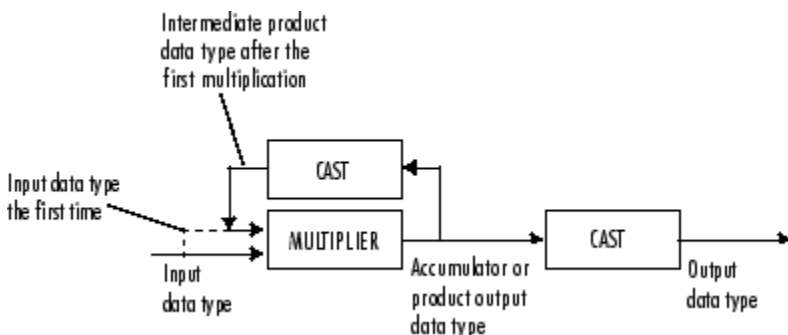 Intermediate product
data type after the
first multiplication
CAST
Input data type
the first time
MULTIPLIER
CAST
Input
data type
Accumulator or
product output
data type
Output
data type